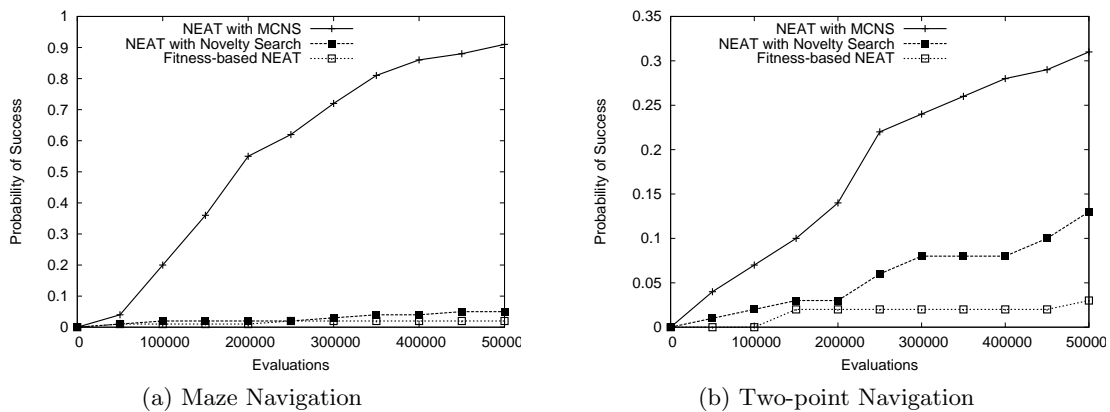 1
0.9
0.8
0.7
0.6
0.5
0.4
0.3
0.2
0.1
0
Probability of Success
NEAT with MCNS
NEAT with Novelty Search
Fitness-based NEAT
0 100000 200000 300000 400000 500000
Evaluations
(a) Maze Navigation
0.35
0.3
0.25
0.2
0.15
0.1
0.05
0
Probability of Success
NEAT with MCNS
NEAT with Novelty Search
Fitness-based NEAT
0 100000 200000 300000 400000 50000
Evaluations
(b) Two-point Navigation